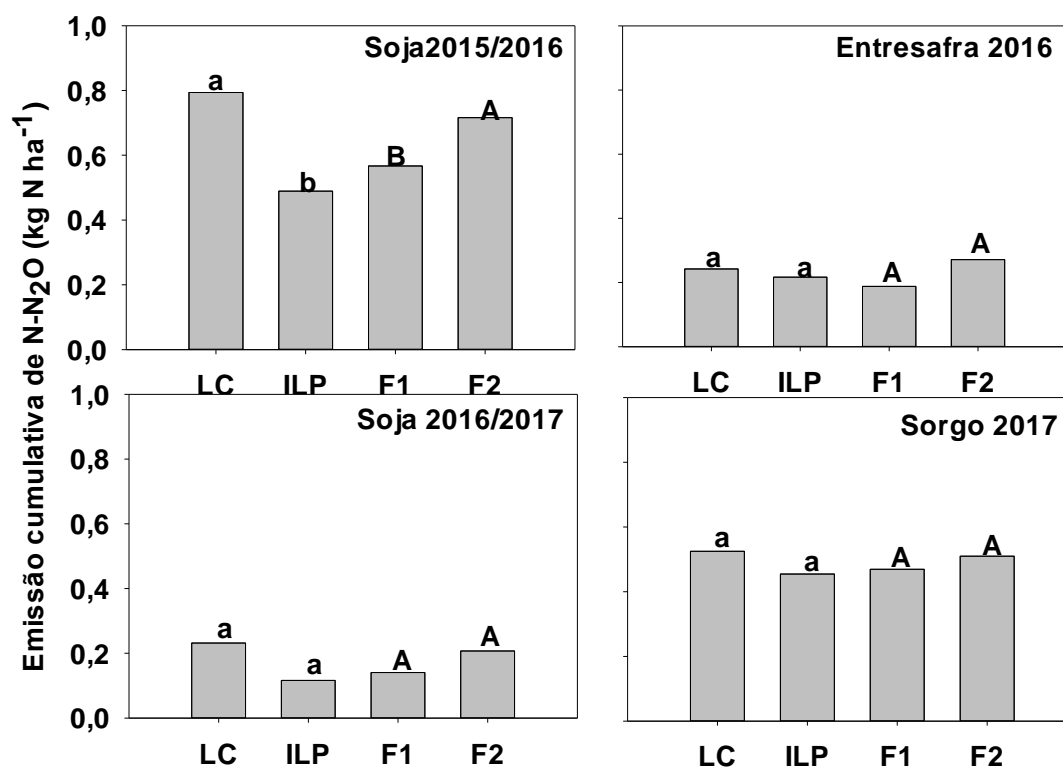 Emissão cumulativa de N-N2O (kg N ha-1)
Soja2015/2016
1,0
0,8
0,6
0,4
0,2
0,0
a
b
B
A
LC ILP F1 F2
Entresafra 2016
a
a
A
A
LC ILP F1 F2
Soja 2016/2017
1,0
0,8
0,6
0,4
0,2
0,0
a
a
A
A
LC ILP F1 F2
Sorgo 2017
a
a
A
A
LC ILP F1 F2